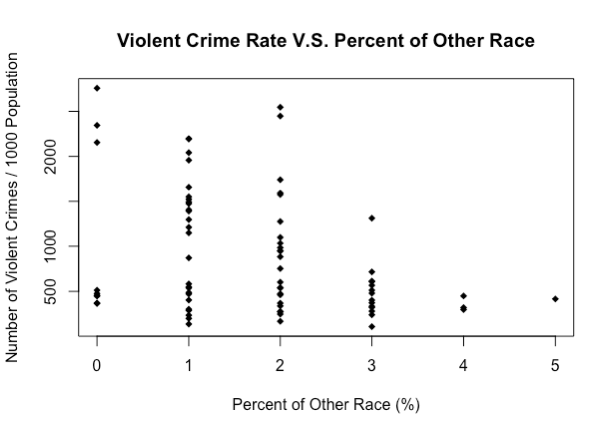 Violent Crime Rate V.S. Percent of Other Race
Number of Violent Crimes / 1000 Population
2000
1000
500
0 1 2 3 4 5
Percent of Other Race (%)